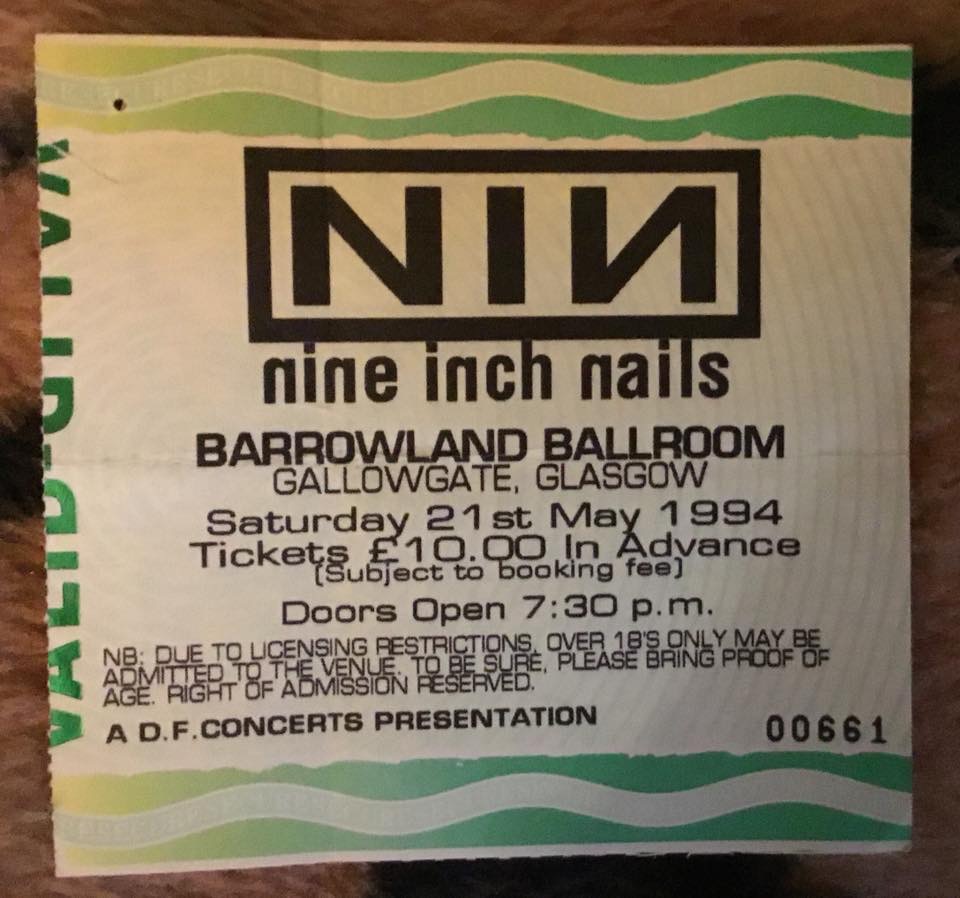 NIN
nine inch nails
BARROWLAND BALLROOM
GALLOWGATE, GLASGOW
Saturday 21st May 1994
Tickets £10.00 In Advance
(Subject to booking fee)
Doors Open 7:30 p.m.
NB: DUE TO LICENSING RESTRICTIONS, OVER 18'S ONLY MAY BE
ADMITTED TO THE VENUE. TO BE SURE, PLEASE BRING PROOF OF
AGE. RIGHT OF ADMISSION RESERVED.
A D.F.CONCERTS PRESENTATION
00661